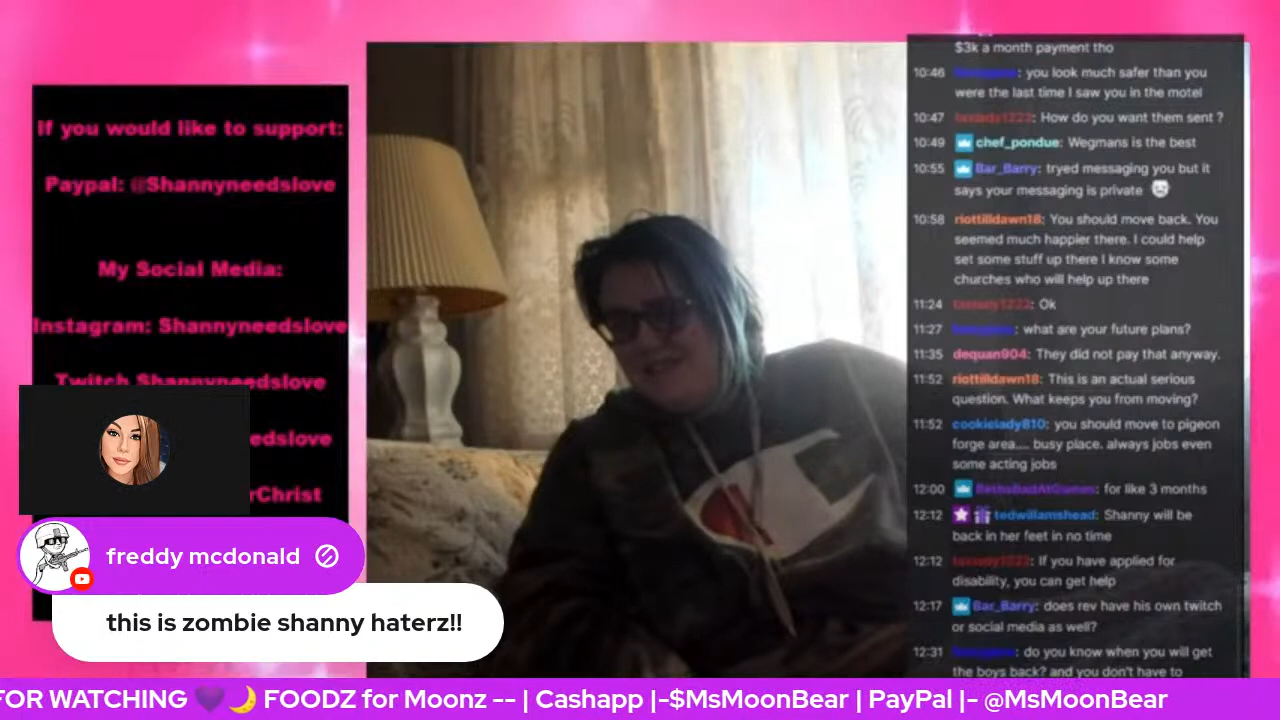 If you would like to support:
Paypal: @Shannyneedslove
My Social Media:
Instagram: Shannyneedslove
Twitch Shannyneedslove
edslove
rChrist
freddy mcdonald
this is zombie shanny haterz!!
$3k a month payment tho
10:46 : you look much safer than you
were the last time I saw you in the motel
10:47 : How do you want them sent ?
10:49 chef_pondue: Wegmans is the best
10:55 Bar_Barry: tryed messaging you but it
says your messaging is private
10:58 riottilldawn18: You should move back. You
seemed much happier there. I could help
set some stuff up there I know some
churches who will help up there
11:24 : Ok
11:27 : what are your future plans?
11:35 dequan904: They did not pay that anyway.
11:52 riottilldawn18: This is an actual serious
question. What keeps you from moving?
11:52 cookielady810: you should move to pigeon
forge area.... busy place. always jobs even
some acting jobs
12:00 BethsBadAtGames: for like 3 months
12:12 tedwillamshead: Shanny will be
back in her feet in no time
12:12 : If you have applied for
disability, you can get help
12:17 Bar_Barry: does rev have his own twitch
or social media as well?
12:31 : do you know when you will get
the boys back? and you don't have to
FOR WATCHING 💜🌙 FOODZ for Moonz -- | Cashapp |-$MsMoonBear | PayPal |- @MsMoonBear